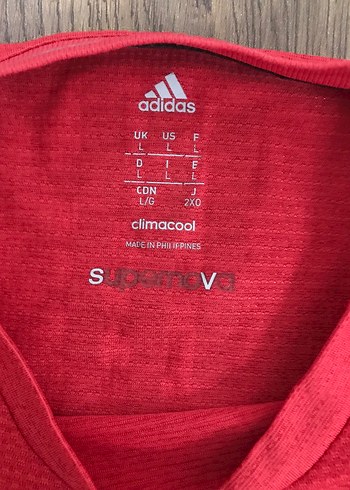 adidas
UK US F
L L L
D I E
L L L
CDN J
L/G 2XO
climacool
MADE IN PHILIPPINES
SupernoVa